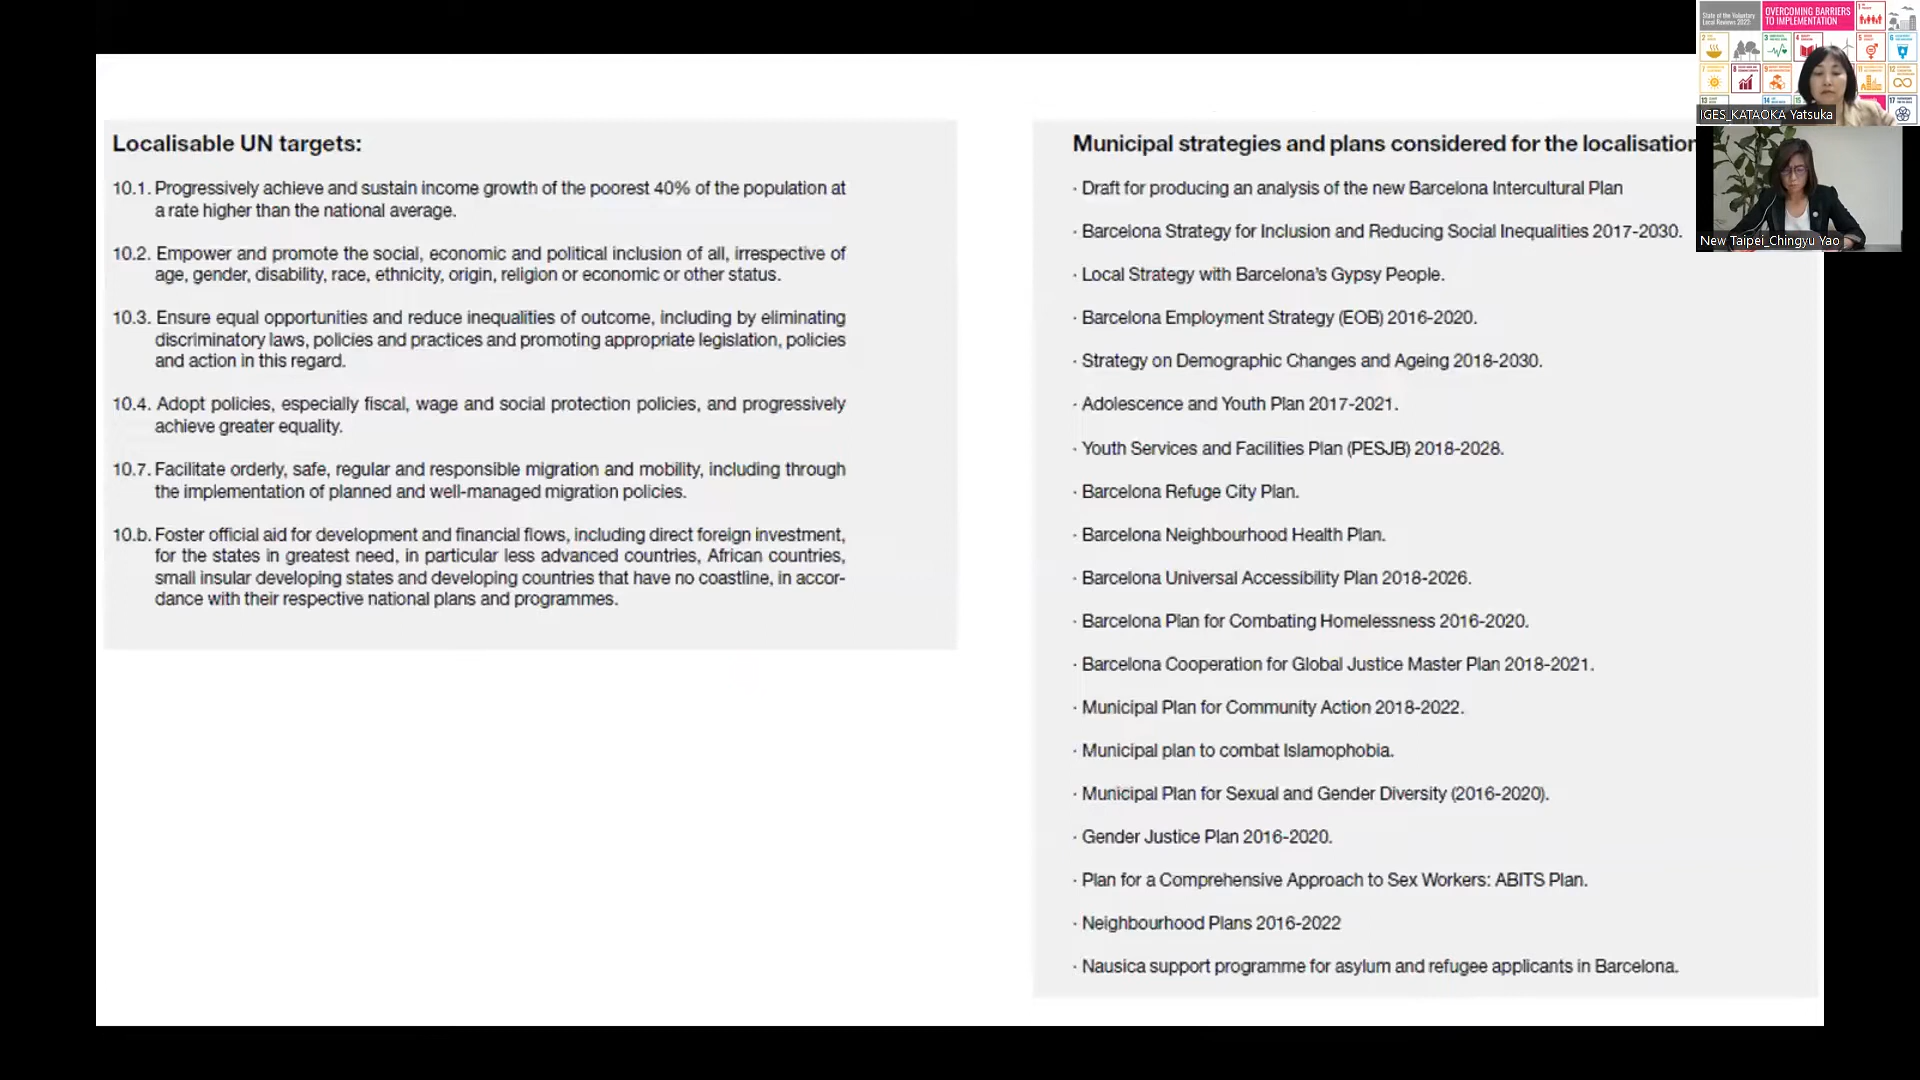 Localisable UN targets:
10.1. Progressively achieve and sustain income growth of the poorest 40% of the population at
a rate higher than the national average.
10.2. Empower and promote the social, economic and political inclusion of all, irrespective of
age, gender, disability, race, ethnicity, origin, religion or economic or other status.
10.3. Ensure equal opportunities and reduce inequalities of outcome, including by eliminating
discriminatory laws, policies and practices and promoting appropriate legislation, policies
and action in this regard.
10.4. Adopt policies, especially fiscal, wage and social protection policies, and progressively
achieve greater equality.
10.7. Facilitate orderly, safe, regular and responsible migration and mobility, including through
the implementation of planned and well-managed migration policies.
10.b. Foster official aid for development and financial flows, including direct foreign investment,
for the states in greatest need, in particular less advanced countries, African countries,
small insular developing states and developing countries that have no coastline, in accor-
dance with their respective national plans and programmes.
Municipal strategies and plans considered for the localisation
· Draft for producing an analysis of the new Barcelona Intercultural Plan
· Barcelona Strategy for Inclusion and Reducing Social Inequalities 2017-2030.
· Local Strategy with Barcelona's Gypsy People.
· Barcelona Employment Strategy (EOB) 2016-2020.
· Strategy on Demographic Changes and Ageing 2018-2030.
· Adolescence and Youth Plan 2017-2021.
· Youth Services and Facilities Plan (PESJB) 2018-2028.
· Barcelona Refuge City Plan.
· Barcelona Neighbourhood Health Plan.
· Barcelona Universal Accessibility Plan 2018-2026.
· Barcelona Plan for Combating Homelessness 2016-2020.
· Barcelona Cooperation for Global Justice Master Plan 2018-2021.
· Municipal Plan for Community Action 2018-2022.
· Municipal plan to combat Islamophobia.
· Municipal Plan for Sexual and Gender Diversity (2016-2020).
· Gender Justice Plan 2016-2020.
· Plan for a Comprehensive Approach to Sex Workers: ABITS Plan.
· Neighbourhood Plans 2016-2022
· Nausica support programme for asylum and refugee applicants in Barcelona.
State of the Voluntary
Local Reviews 2023
OVERCOMING BARRIERS
TO IMPLEMENTATION
IGES_KATAOKA Yatsuka
New Taipei_Chingyu Yao